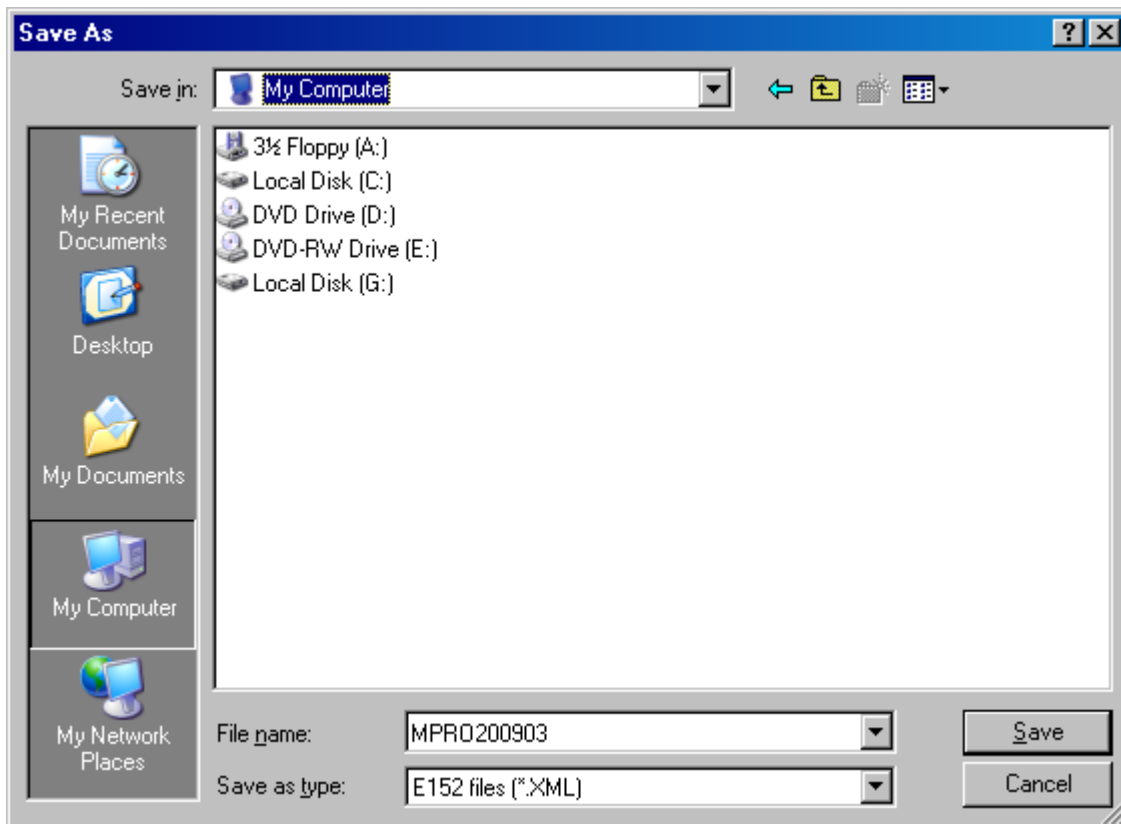 Save As
Save in:
My Computer
3½ Floppy (A:)
Local Disk (C:)
DVD Drive (D:)
DVD-RW Drive (E:)
Local Disk (G:)
My Recent
Documents
Desktop
My Documents
My Computer
My Network
Places
File name:
MPRO200903
Save
Save as type:
E152 files (*.XML)
Cancel